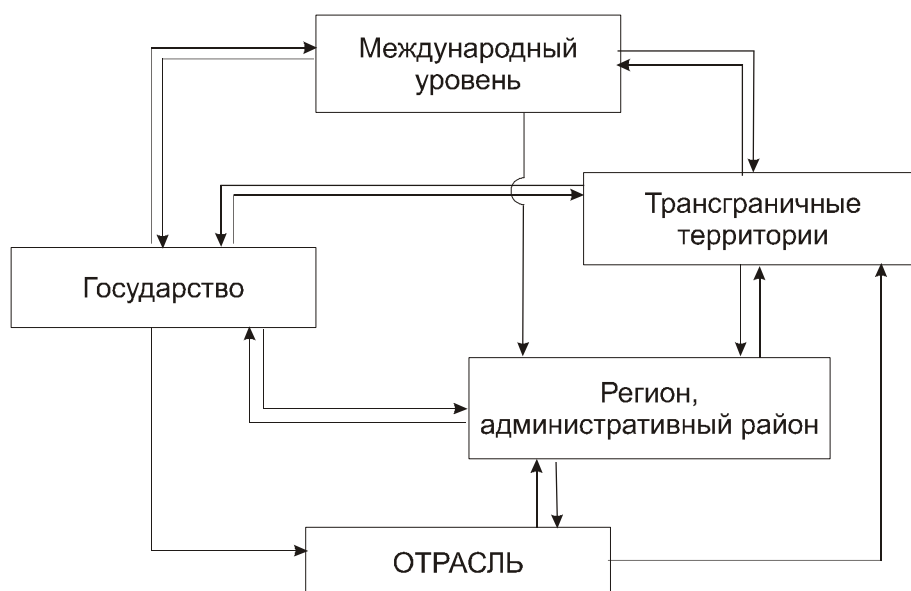 Международный
уровень
Трансграничные
территории
Государство
Регион,
административный район
ОТРАСЛЬ